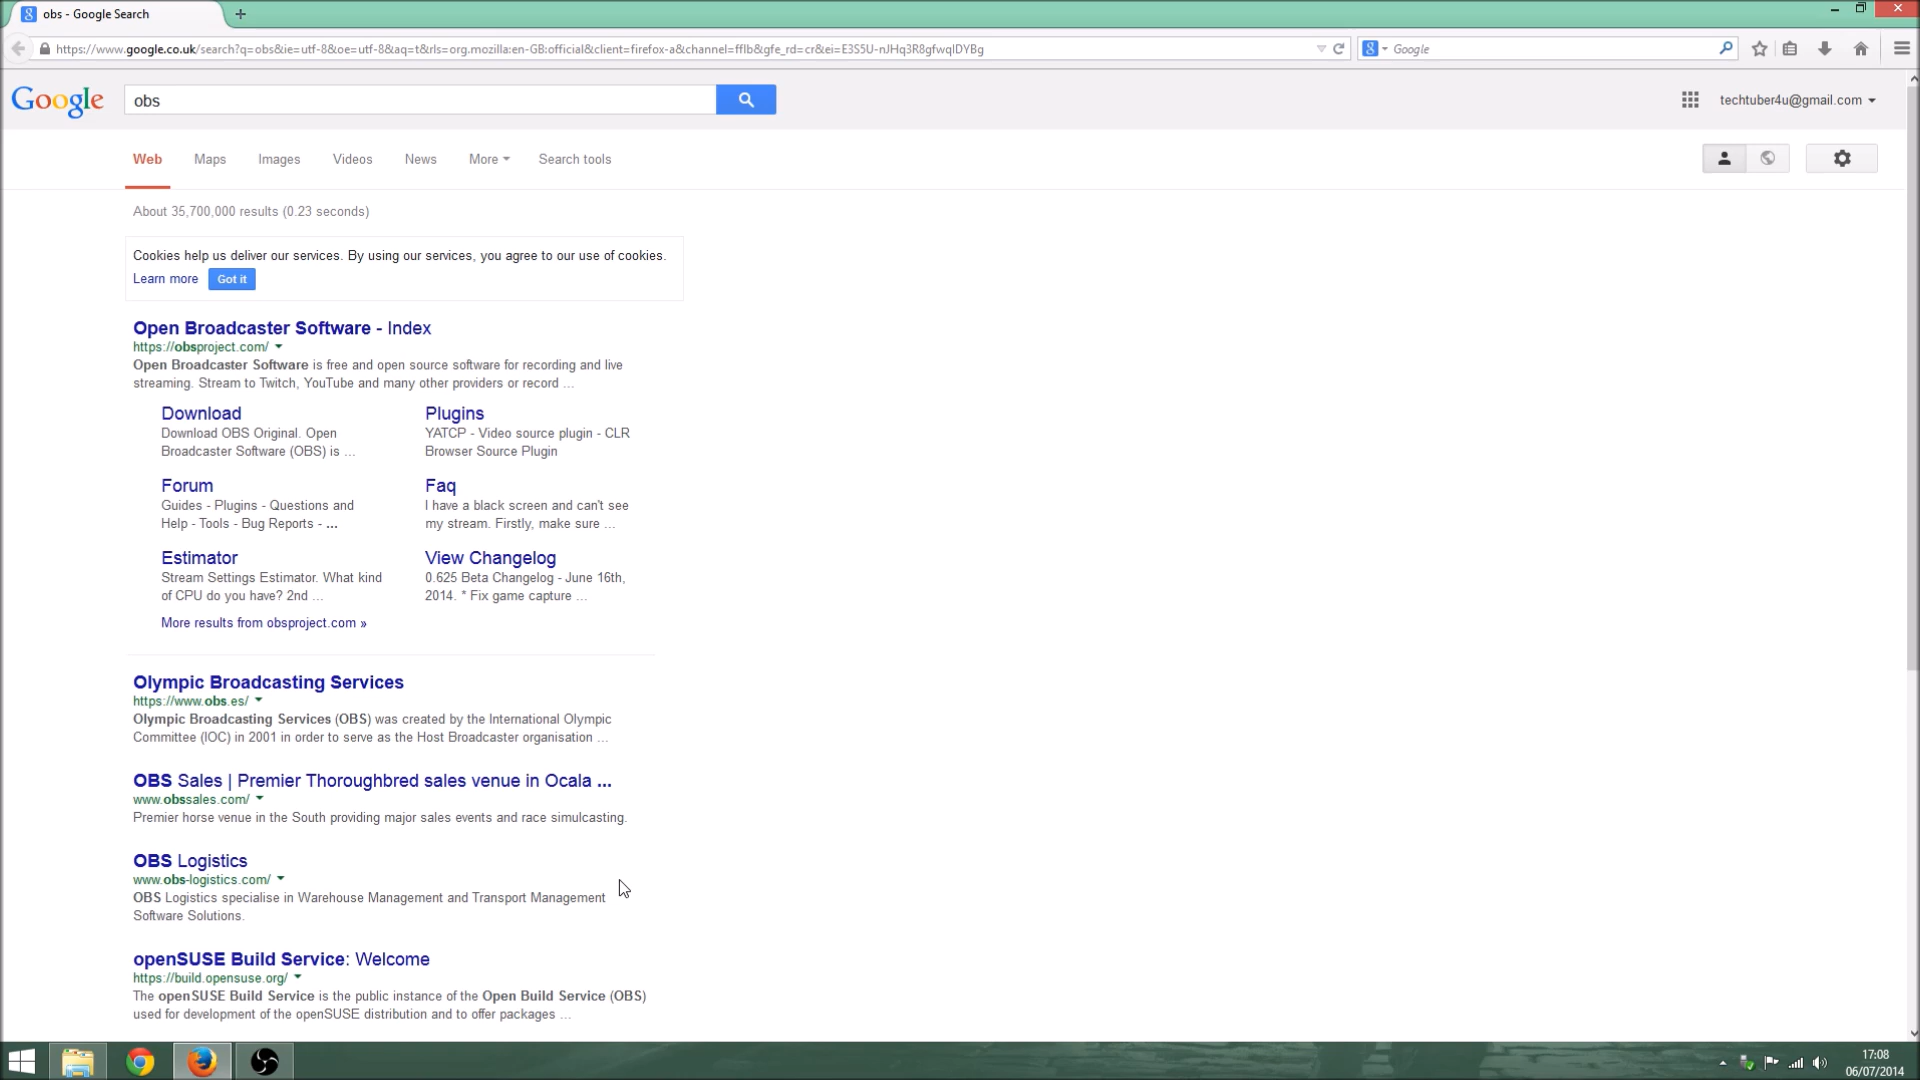 obs - Google Search
https://www.google.co.uk/search?q=obs&ie=utf-8&oe=utf-8&aq=t&rls=org.mozilla:en-GB:official&client=firefox-a&channel=fflb&gfe_rd=cr&ei=E3S5U-nJHq3R8gfwqIDYBg
Google
Google
obs
techtuber4u@gmail.com
Web Maps Images Videos News More Search tools
About 35,700,000 results (0.23 seconds)
Cookies help us deliver our services. By using our services, you agree to our use of cookies.
Learn more Got it
Open Broadcaster Software - Index
https://obsproject.com/
Open Broadcaster Software is free and open source software for recording and live
streaming. Stream to Twitch, YouTube and many other providers or record ...
Download
Download OBS Original. Open
Broadcaster Software (OBS) is ...
Plugins
YATCP - Video source plugin - CLR
Browser Source Plugin
Forum
Guides - Plugins - Questions and
Help - Tools - Bug Reports - ...
Faq
I have a black screen and can't see
my stream. Firstly, make sure ...
Estimator
Stream Settings Estimator. What kind
of CPU do you have? 2nd ...
View Changelog
0.625 Beta Changelog - June 16th,
2014. * Fix game capture ...
More results from obsproject.com »
Olympic Broadcasting Services
https://www.obs.es/
Olympic Broadcasting Services (OBS) was created by the International Olympic
Committee (IOC) in 2001 in order to serve as the Host Broadcaster organisation ...
OBS Sales | Premier Thoroughbred sales venue in Ocala ...
www.obssales.com/
Premier horse venue in the South providing major sales events and race simulcasting.
OBS Logistics
www.obs-logistics.com/
OBS Logistics specialise in Warehouse Management and Transport Management
Software Solutions.
openSUSE Build Service: Welcome
https://build.opensuse.org/
The openSUSE Build Service is the public instance of the Open Build Service (OBS)
used for development of the openSUSE distribution and to offer packages ...
17:08
06/07/2014